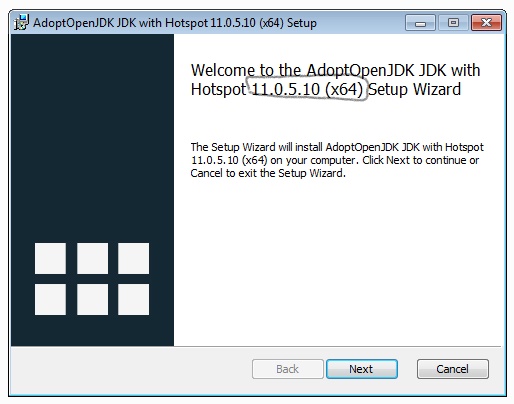 AdoptOpenJDK JDK with Hotspot 11.0.5.10 (x64) Setup
Welcome to the AdoptOpenJDK JDK with
Hotspot 11.0.5.10 (x64) Setup Wizard
The Setup Wizard will install AdoptOpenJDK JDK with Hotspot
11.0.5.10 (x64) on your computer. Click Next to continue or
Cancel to exit the Setup Wizard.
Back
Next
Cancel